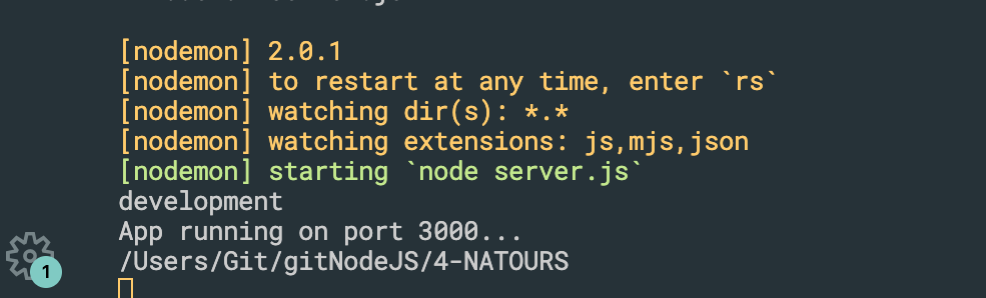 [nodemon] 2.0.1
[nodemon] to restart at any time, enter `rs`
[nodemon] watching dir(s): *.*
[nodemon] watching extensions: js,mjs,json
[nodemon] starting `node server.js`
development
App running on port 3000...
/Users/Git/gitNodeJS/4-NATOURS
1